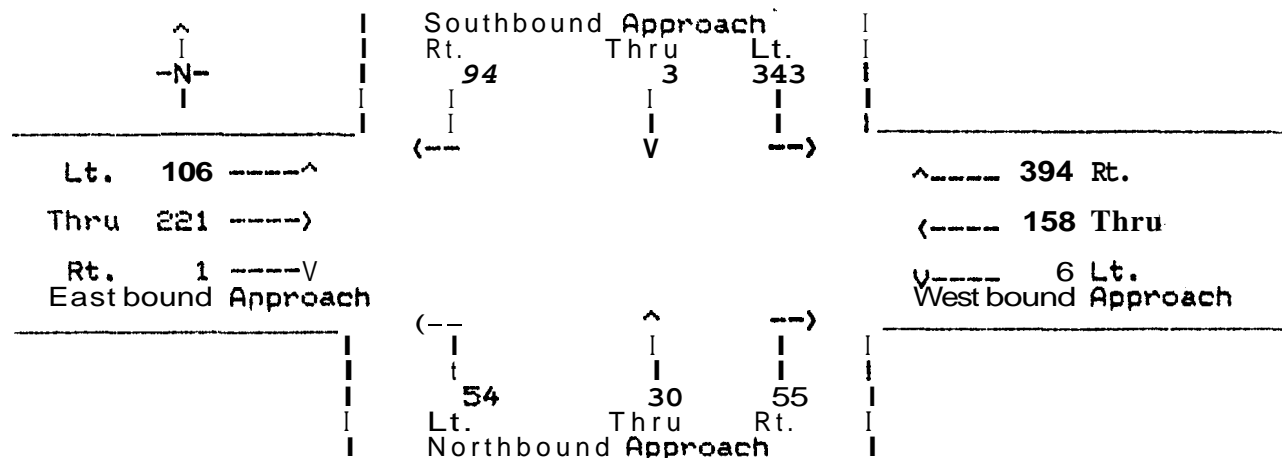 ^ I Southbound Approach I
I I Rt. Thru Lt. I
-N- I 94 3 343 I
I I I I I I
I I I I I
<-- V -->
Lt. 106 ----^ ^---- 394 Rt.
Thru 221 ----> <---- 158 Thru
Rt. 1 ----V V---- 6 Lt.
Eastbound Approach Westbound Approach
<-- ^ -->
I I I I I
I t I I I
I 54 30 55 I
I Lt. Thru Rt. I
I Northbound Approach I